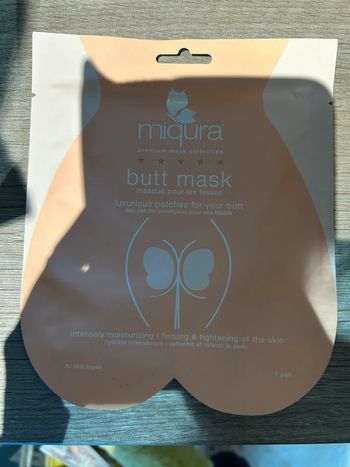 miqura
premium mask collection
butt mask
masque pour les fesses
luxurious patches for your butt
des patchs prestigieux pour vos fesses
intensely moisturizing | firming & tightening of the skin
hydrate intensément | raffermit et retend la peau
All skin types
1 pair